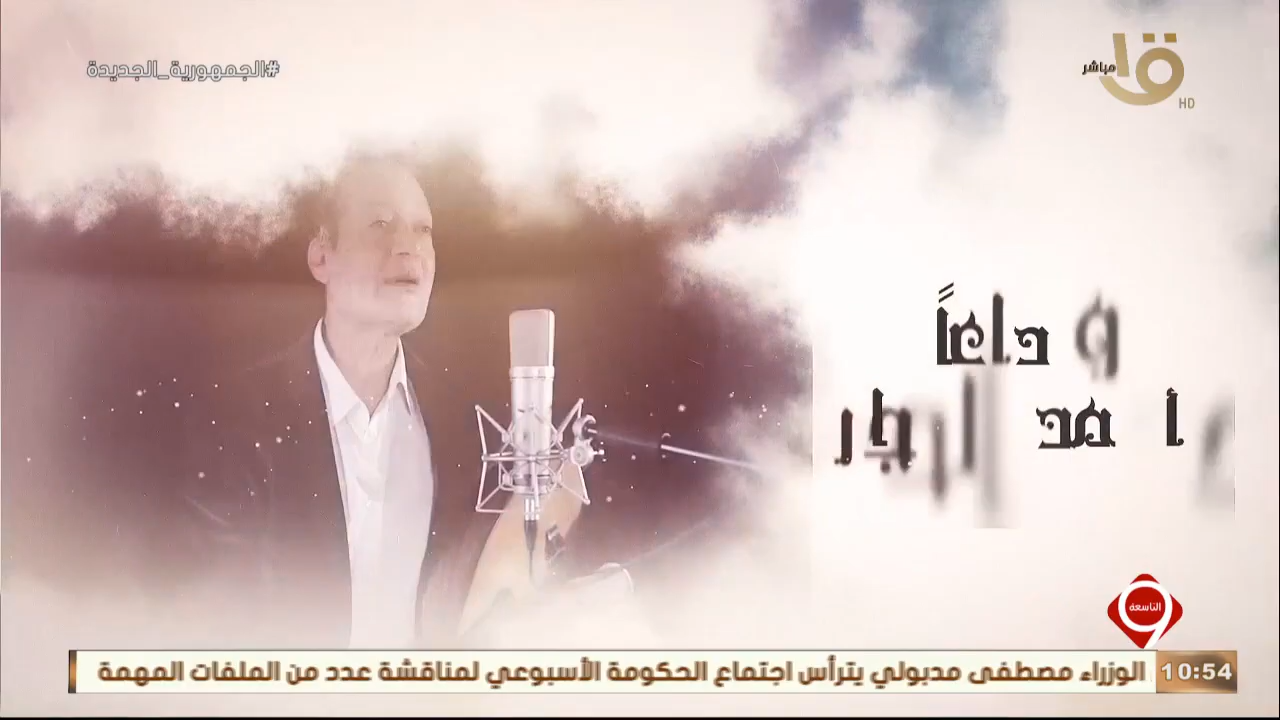 #الجمهورية_الجديدة
مباشر
HD
وداعاً
التاسعة
9
10:54
الوزراء مصطفى مدبولي يترأس اجتماع الحكومة الأسبوعي لمناقشة عدد من الملفات المهمة